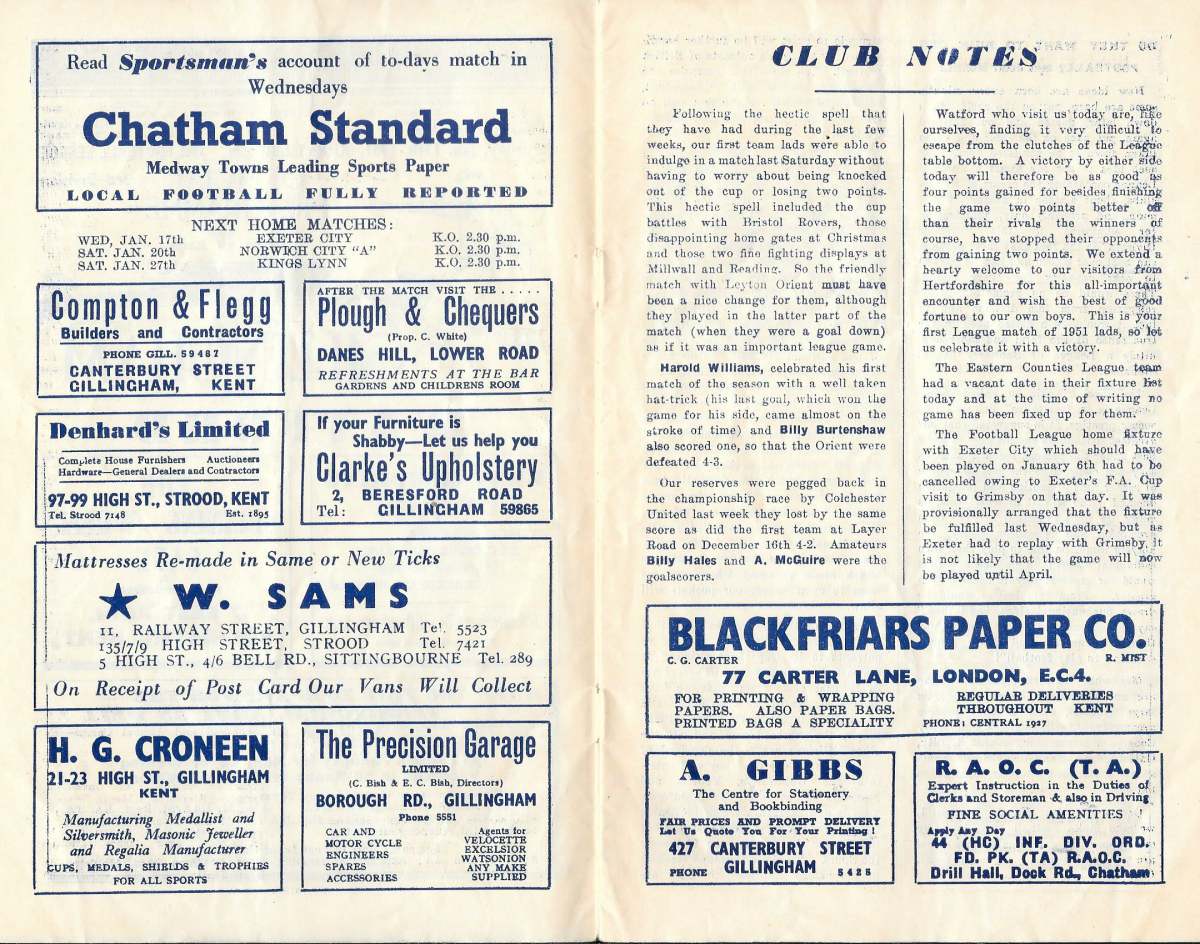 Read Sportsman's account of to-days match in
Wednesdays
Chatham Standard
Medway Towns Leading Sports Paper
LOCAL FOOTBALL FULLY REPORTED
NEXT HOME MATCHES:
WED, JAN. 17th EXETER CITY K.O. 2.30 p.m.
SAT. JAN. 20th NORWICH CITY "A" K.O. 2.30 p.m.
SAT. JAN. 27th KINGS LYNN K.O. 2.30 p.m.
Compton & Flegg
Builders and Contractors
PHONE GILL. 59487
CANTERBURY STREET
GILLINGHAM, KENT
AFTER THE MATCH VISIT THE .....
Plough & Chequers
(Prop. C. White)
DANES HILL, LOWER ROAD
REFRESHMENTS AT THE BAR
GARDENS AND CHILDRENS ROOM
Denhard's Limited
Complete House Furnishers Auctioneers
Hardware—General Dealers and Contractors
97-99 HIGH ST., STROOD, KENT
Tel. Strood 7148 Est. 1895
If your Furniture is
Shabby—Let us help you
Clarke's Upholstery
2, BERESFORD ROAD
Tel: GILLINGHAM 59865
Mattresses Re-made in Same or New Ticks
★ W. SAMS
11, RAILWAY STREET, GILLINGHAM Tel. 5523
135/7/9 HIGH STREET, STROOD Tel. 7421
5 HIGH ST., 4/6 BELL RD., SITTINGBOURNE Tel. 289
On Receipt of Post Card Our Vans Will Collect
H. G. CRONEEN
21-23 HIGH ST., GILLINGHAM
KENT
Manufacturing Medallist and
Silversmith, Masonic Jeweller
and Regalia Manufacturer
CUPS, MEDALS, SHIELDS & TROPHIES
FOR ALL SPORTS
The Precision Garage
LIMITED
(C. Bish & E. C. Bish, Directors)
BOROUGH RD., GILLINGHAM
Phone 5551
CAR AND
MOTOR CYCLE
ENGINEERS
SPARES
ACCESSORIES
Agents for
VELOCETTE
EXCELSIOR
WATSONION
ANY MAKE
SUPPLIED
CLUB NOTES
Following the hectic spell that
they have had during the last few
weeks, our first team lads were able to
indulge in a match last Saturday without
having to worry about being knocked
out of the cup or losing two points.
This hectic spell included the cup
battles with Bristol Rovers, those
disappointing home gates at Christmas
and those two fine fighting displays at
Millwall and Reading. So the friendly
match with Leyton Orient must have
been a nice change for them, although
they played in the latter part of the
match (when they were a goal down)
as if it was an important league game.
Harold Williams, celebrated his first
match of the season with a well taken
hat-trick (his last goal, which won the
game for his side, came almost on the
stroke of time) and Billy Burtenshaw
also scored one, so that the Orient were
defeated 4-3.
Our reserves were pegged back in
the championship race by Colchester
United last week they lost by the same
score as did the first team at Layer
Road on December 16th 4-2. Amateurs
Billy Hales and A. McGuire were the
goalscorers.
Watford who visit us today are, like
ourselves, finding it very difficult to
escape from the clutches of the League
table bottom. A victory by either side
today will therefore be as good as
four points gained for besides finishing
the game two points better off
than their rivals the winners of
course, have stopped their opponents
from gaining two points. We extend a
hearty welcome to our visitors from
Hertfordshire for this all-important
encounter and wish the best of good
fortune to our own boys. This is your
first League match of 1951 lads, so let
us celebrate it with a victory.
The Eastern Counties League team
had a vacant date in their fixture list
today and at the time of writing no
game has been fixed up for them.
The Football League home fixture
with Exeter City which should have
been played on January 6th had to be
cancelled owing to Exeter's F.A. Cup
visit to Grimsby on that day. It was
provisionally arranged that the fixture
be fulfilled last Wednesday, but as
Exeter had to replay with Grimsby, it
is not likely that the game will now
be played until April.
BLACKFRIARS PAPER CO.
C. G. CARTER R. MIST
77 CARTER LANE, LONDON, E.C.4.
FOR PRINTING & WRAPPING
PAPERS. ALSO PAPER BAGS.
PRINTED BAGS A SPECIALITY
REGULAR DELIVERIES
THROUGHOUT KENT
PHONE: CENTRAL 1927
A. GIBBS
The Centre for Stationery
and Bookbinding
FAIR PRICES AND PROMPT DELIVERY
Let Us Quote You For Your Printing!
427 CANTERBURY STREET
GILLINGHAM
PHONE 5425
R. A. O. C. (T. A.)
Expert Instruction in the Duties of
Clerks and Storeman & also in Driving
FINE SOCIAL AMENITIES
Apply Any Day
44 (HC) INF. DIV. ORD.
FD. PK. (TA) R.A.O.C.
Drill Hall, Dock Rd., Chatham